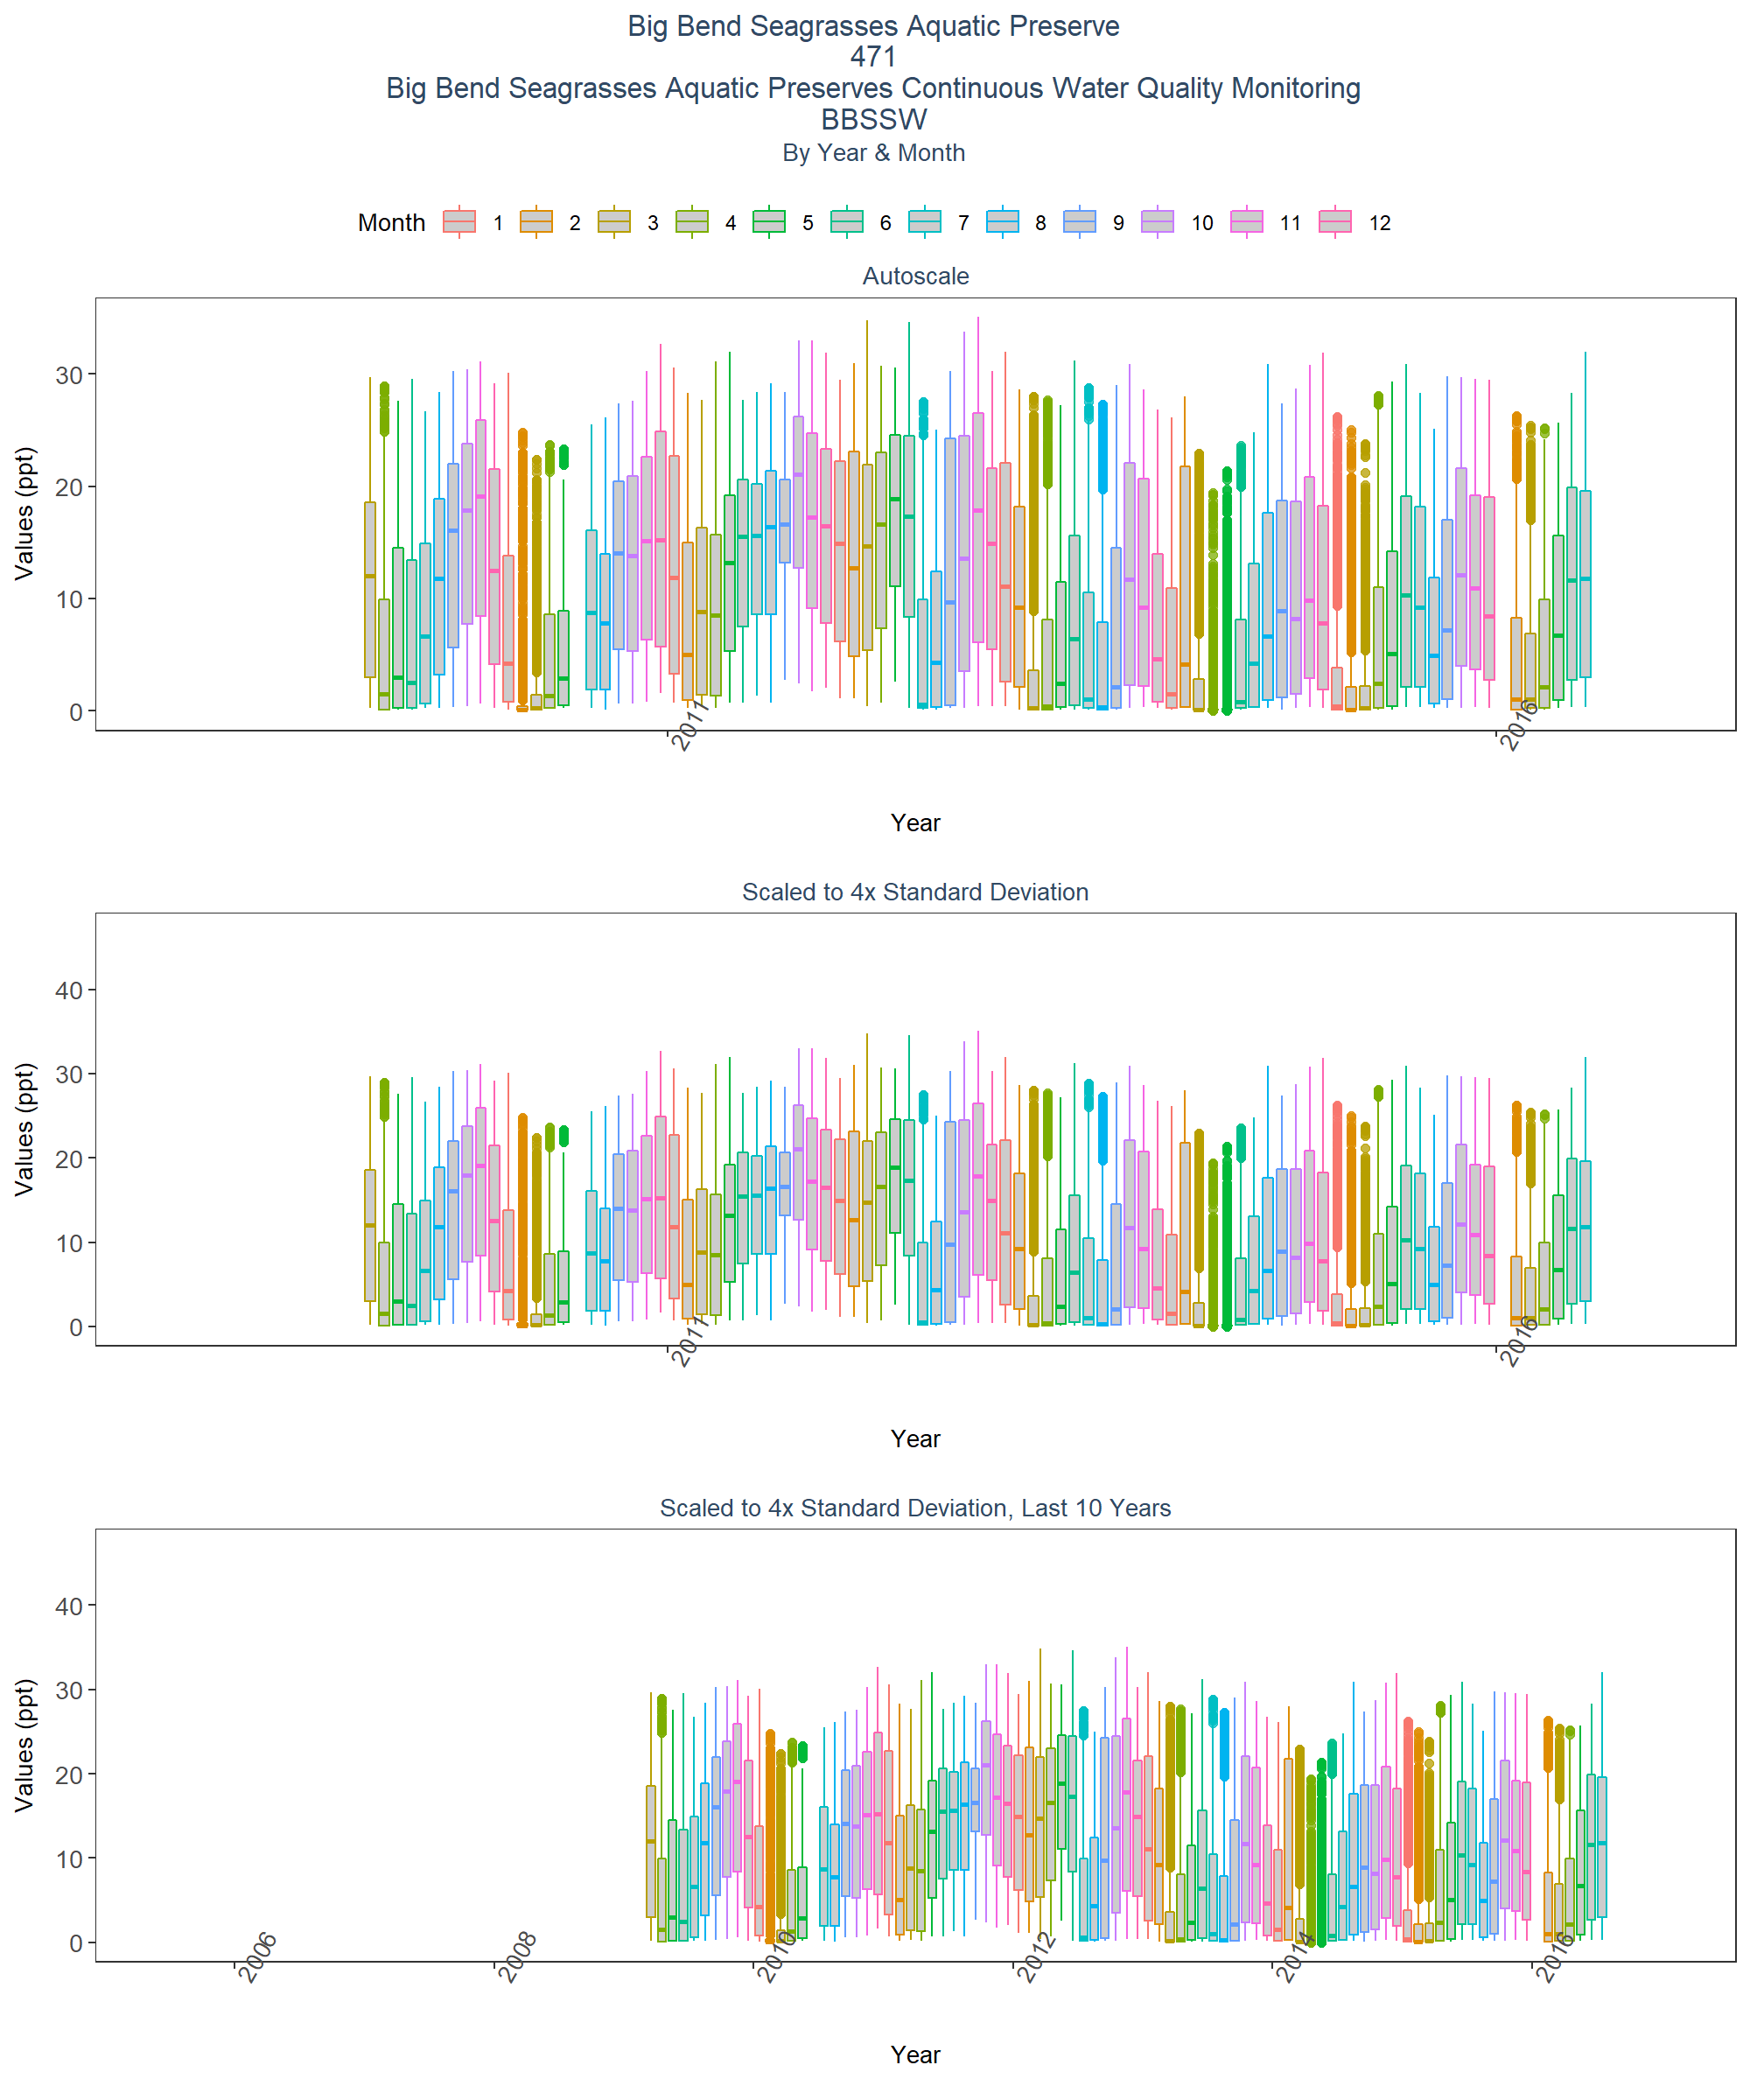 Big Bend Seagrasses Aquatic Preserve
471
Big Bend Seagrasses Aquatic Preserves Continuous Water Quality Monitoring
BBSSW
By Year & Month
Month 1 2 3 4 5 6 7 8 9 10 11 12
Autoscale
Values (ppt)
30
20
10
0
2011 2016
Year
Scaled to 4x Standard Deviation
Values (ppt)
40
30
20
10
0
2011 2016
Year
Scaled to 4x Standard Deviation, Last 10 Years
Values (ppt)
40
30
20
10
0
2006 2008 2010 2012 2014 2016
Year